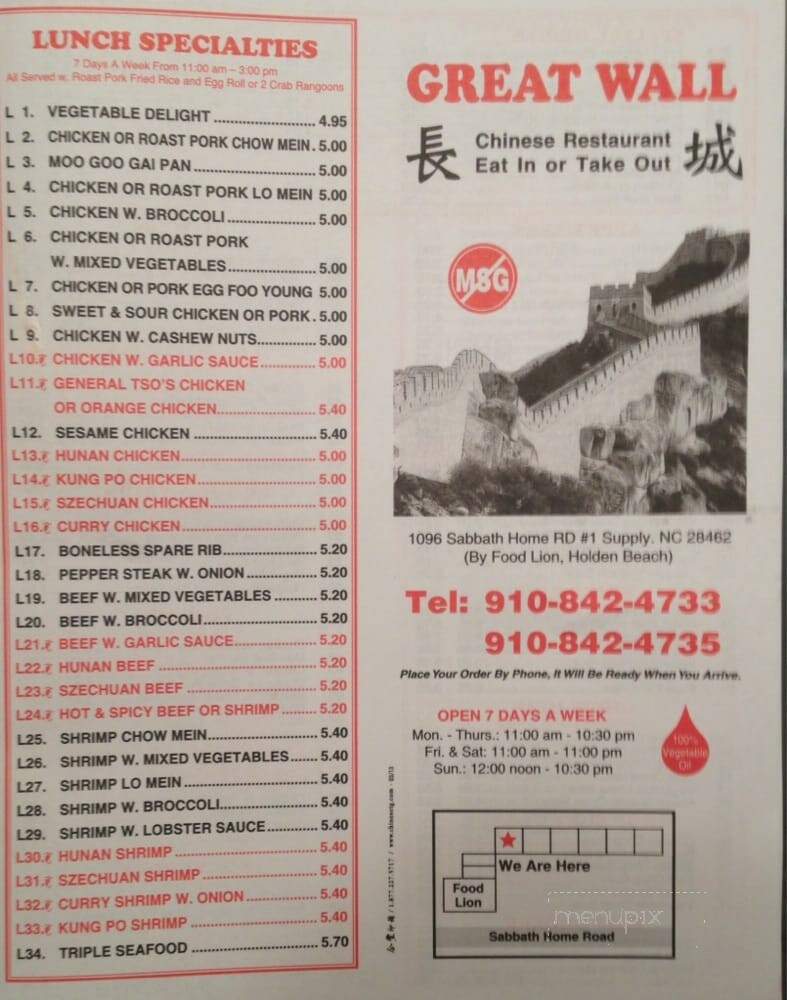 LUNCH SPECIALTIES
7 Days A Week From 11:00 am – 3:00 pm
All Served w. Roast Pork Fried Rice and Egg Roll or 2 Crab Rangoons
L 1. VEGETABLE DELIGHT 4.95
L 2. CHICKEN OR ROAST PORK CHOW MEIN. 5.00
L 3. MOO GOO GAI PAN 5.00
L 4. CHICKEN OR ROAST PORK LO MEIN 5.00
L 5. CHICKEN W. BROCCOLI 5.00
L 6. CHICKEN OR ROAST PORK
W. MIXED VEGETABLES 5.00
L 7. CHICKEN OR PORK EGG FOO YOUNG 5.00
L 8. SWEET & SOUR CHICKEN OR PORK. 5.00
L 9. CHICKEN W. CASHEW NUTS 5.00
L10. CHICKEN W. GARLIC SAUCE 5.00
L11. GENERAL TSO'S CHICKEN
OR ORANGE CHICKEN 5.40
L12. SESAME CHICKEN 5.40
L13. HUNAN CHICKEN 5.00
L14. KUNG PO CHICKEN 5.00
L15. SZECHUAN CHICKEN 5.00
L16. CURRY CHICKEN 5.00
L17. BONELESS SPARE RIB 5.20
L18. PEPPER STEAK W. ONION 5.20
L19. BEEF W. MIXED VEGETABLES 5.20
L20. BEEF W. BROCCOLI 5.20
L21. BEEF W. GARLIC SAUCE 5.20
L22. HUNAN BEEF 5.20
L23. SZECHUAN BEEF 5.20
L24. HOT & SPICY BEEF OR SHRIMP 5.20
L25. SHRIMP CHOW MEIN 5.40
L26. SHRIMP W. MIXED VEGETABLES 5.40
L27. SHRIMP LO MEIN 5.40
L28. SHRIMP W. BROCCOLI 5.40
L29. SHRIMP W. LOBSTER SAUCE 5.40
L30. HUNAN SHRIMP 5.40
L31. SZECHUAN SHRIMP 5.40
L32. CURRY SHRIMP W. ONION 5.40
L33. KUNG PO SHRIMP 5.40
L34. TRIPLE SEAFOOD 5.70
GREAT WALL
長 城
Chinese Restaurant
Eat In or Take Out
MSG
1096 Sabbath Home RD #1 Supply. NC 28462
(By Food Lion, Holden Beach)
Tel: 910-842-4733
910-842-4735
Place Your Order By Phone, It Will Be Ready When You Arrive.
OPEN 7 DAYS A WEEK
Mon. - Thurs.: 11:00 am - 10:30 pm
Fri. & Sat: 11:00 am - 11:00 pm
Sun.: 12:00 noon - 10:30 pm
100%
Vegetable
Oil
We Are Here
Food
Lion
menupix
Sabbath Home Road